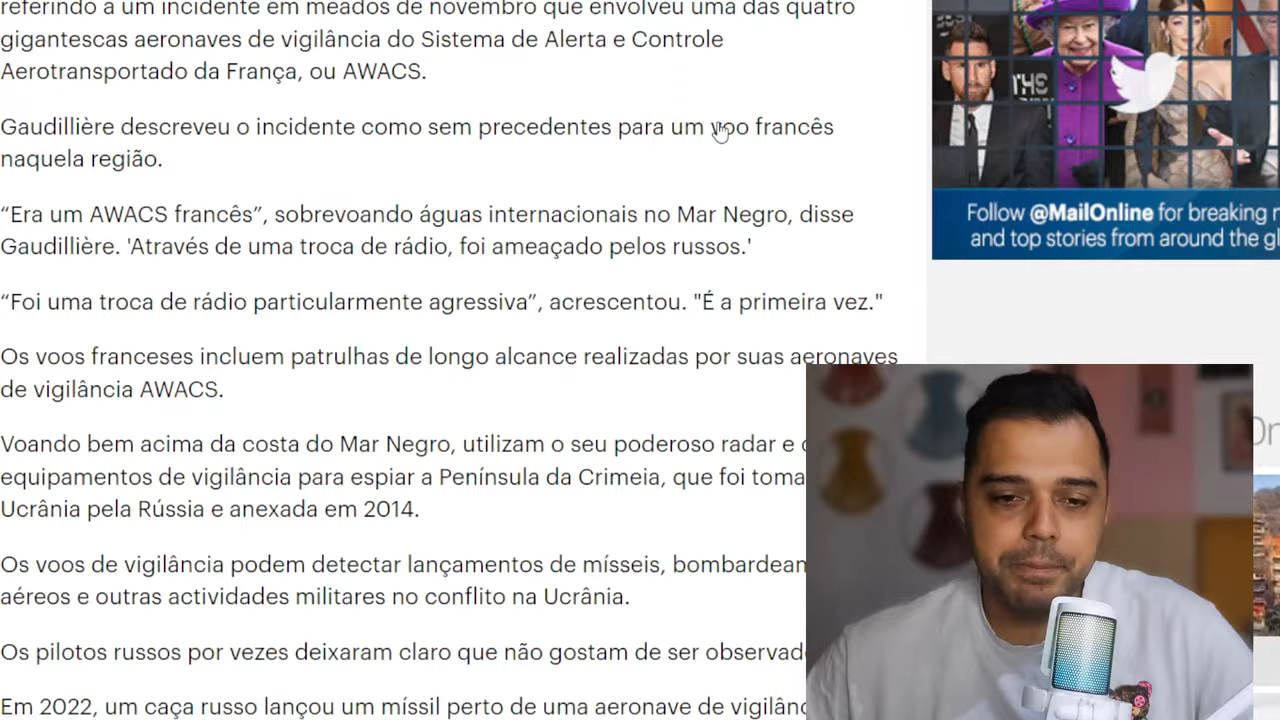 referindo a um incidente em meados de novembro que envolveu uma das quatro
gigantescas aeronaves de vigilância do Sistema de Alerta e Controle
Aerotransportado da França, ou AWACS.
Gaudillière descreveu o incidente como sem precedentes para um voo francês
naquela região.
“Era um AWACS francês”, sobrevoando águas internacionais no Mar Negro, disse
Gaudillière. 'Através de uma troca de rádio, foi ameaçado pelos russos.'
“Foi uma troca de rádio particularmente agressiva”, acrescentou. "É a primeira vez."
Os voos franceses incluem patrulhas de longo alcance realizadas por suas aeronaves
de vigilância AWACS.
Voando bem acima da costa do Mar Negro, utilizam o seu poderoso radar e
equipamentos de vigilância para espiar a Península da Crimeia, que foi toma
Ucrânia pela Rússia e anexada em 2014.
Os voos de vigilância podem detectar lançamentos de mísseis, bombardeam
aéreos e outras actividades militares no conflito na Ucrânia.
Os pilotos russos por vezes deixaram claro que não gostam de ser observad
Em 2022, um caça russo lançou um míssil perto de uma aeronave de vigilânc
THE
Follow @MailOnline for breaking
and top stories from around the gl